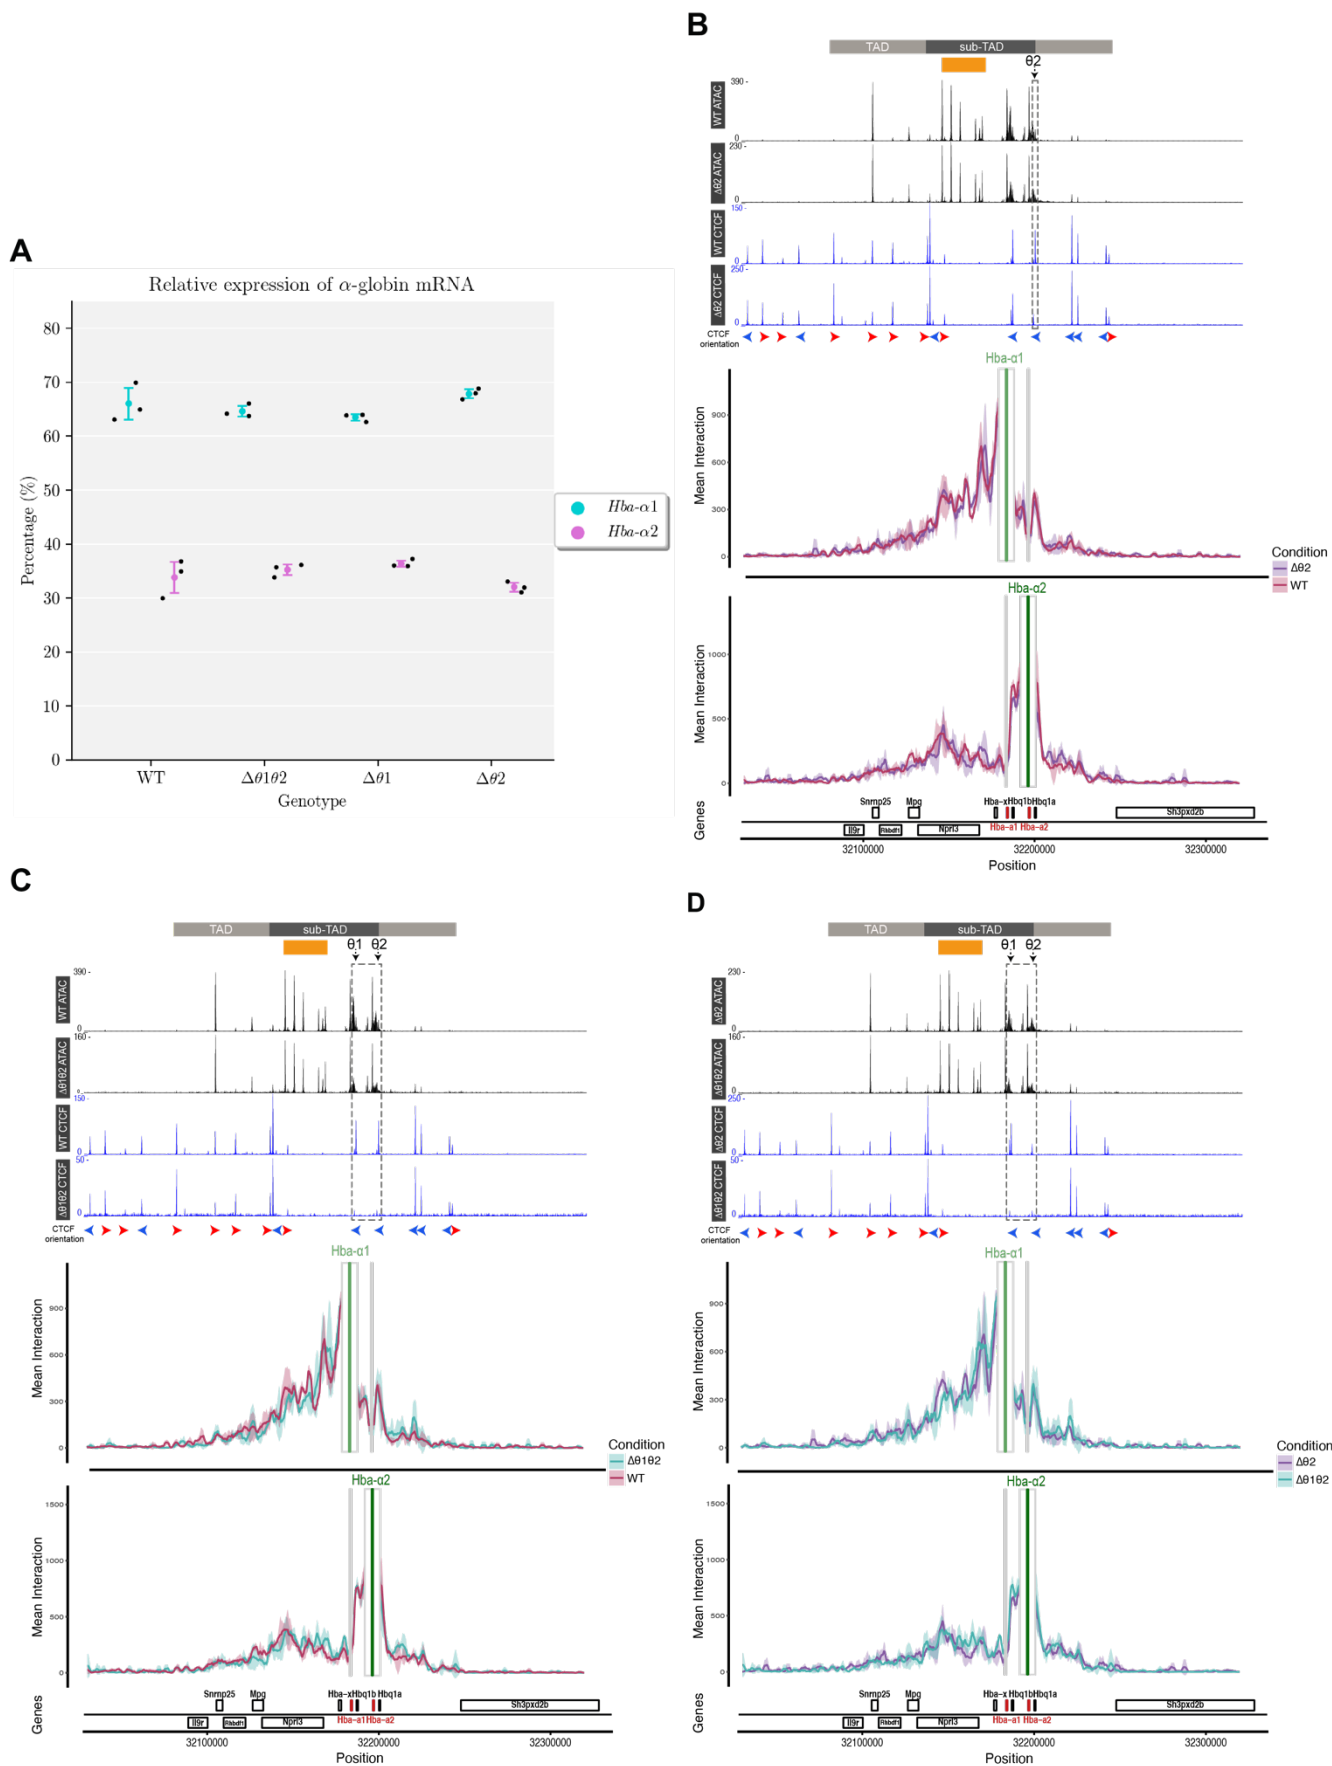 A
Relative expression of α-globin mRNA
80
70
60
50
40
30
20
10
0
Percentage (%)
WT
Δθ1θ2
Δθ1
Δθ2
Genotype
Hba-α1
Hba-α2
B
TAD
sub-TAD
θ2
WT ATAC
390
0
Δθ2 ATAC
230
0
WT CTCF
150
0
Δθ2 CTCF
250
0
CTCF
orientation
Hba-α1
Mean Interaction
900
600
300
0
Condition
Δθ2
WT
Hba-α2
Mean Interaction
1000
500
0
Genes
Snrnp25 Mpg Hba-x Hbq1b Hbq1a Sh3pxd2b
Il9r Rhbdf1 Nprl3 Hba-a1 Hba-a2
32100000 32200000 32300000
Position
C
TAD
sub-TAD
θ1 θ2
WT ATAC
390
0
Δθ1θ2 ATAC
160
0
WT CTCF
150
0
Δθ1θ2 CTCF
50
0
CTCF
orientation
Hba-α1
Mean Interaction
900
600
300
0
Condition
Δθ1θ2
WT
Hba-α2
Mean Interaction
1500
1000
500
0
Genes
Snrnp25 Mpg Hba-x Hbq1b Hbq1a Sh3pxd2b
Il9r Rhbdf1 Nprl3 Hba-a1 Hba-a2
32100000 32200000 32300000
Position
D
TAD
sub-TAD
θ1 θ2
Δθ2 ATAC
230
0
Δθ1θ2 ATAC
160
0
Δθ2 CTCF
250
0
Δθ1θ2 CTCF
50
0
CTCF
orientation
Hba-α1
Mean Interaction
900
600
300
0
Condition
Δθ2
Δθ1θ2
Hba-α2
Mean Interaction
1500
1000
500
0
Genes
Snrnp25 Mpg Hba-x Hbq1b Hbq1a Sh3pxd2b
Il9r Rhbdf1 Nprl3 Hba-a1 Hba-a2
32100000 32200000 32300000
Position